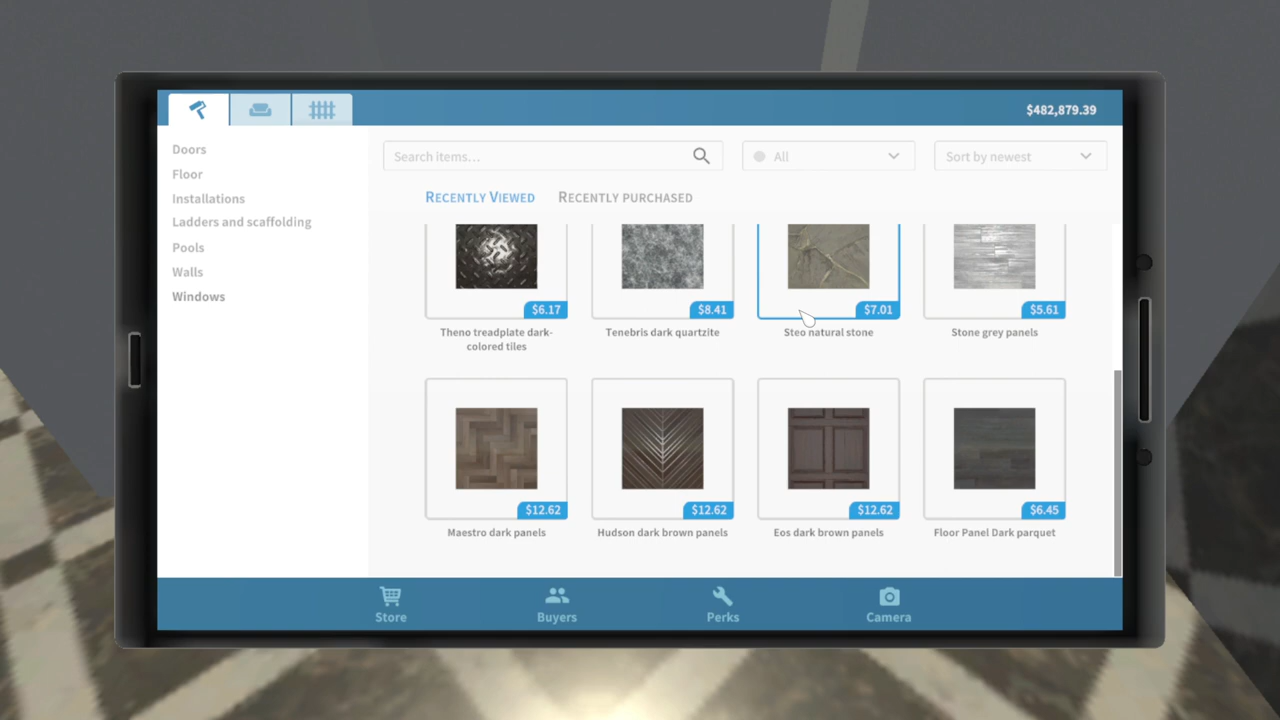 $482,879.39
Doors
Floor
Installations
Ladders and scaffolding
Pools
Walls
Windows
Search items...
All
Sort by newest
RECENTLY VIEWED
RECENTLY PURCHASED
$6.17
$8.41
$7.01
$5.61
Theno treadplate dark-
colored tiles
Tenebris dark quartzite
Steo natural stone
Stone grey panels
$12.62
$12.62
$12.62
$6.45
Maestro dark panels
Hudson dark brown panels
Eos dark brown panels
Floor Panel Dark parquet
Store
Buyers
Perks
Camera